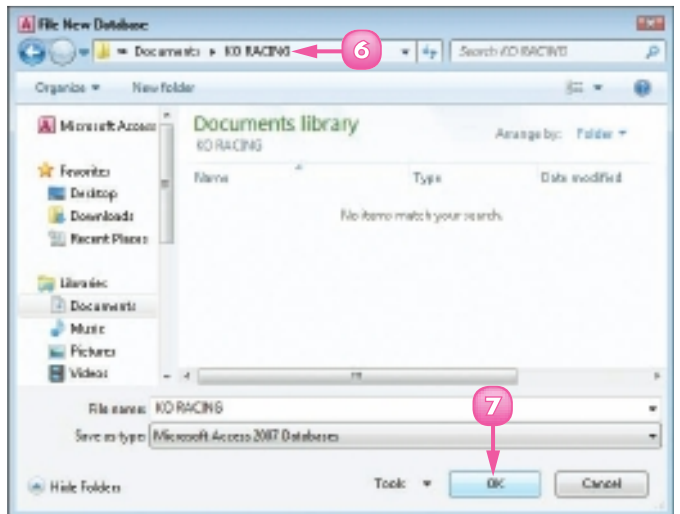 File New Database
Documents ▸ KO RACING 6 Search KO RACING
Organize New folder
Microsoft Access
Documents library
KO RACING
Arrange by: Folder
Favorites
Name Type Date modified
Desktop
Downloads
No items match your search.
Recent Places
Libraries
Documents
Music
Pictures
Videos
File name: KO RACING
7
Save as type: Microsoft Access 2007 Databases
Hide Folders Tools OK Cancel